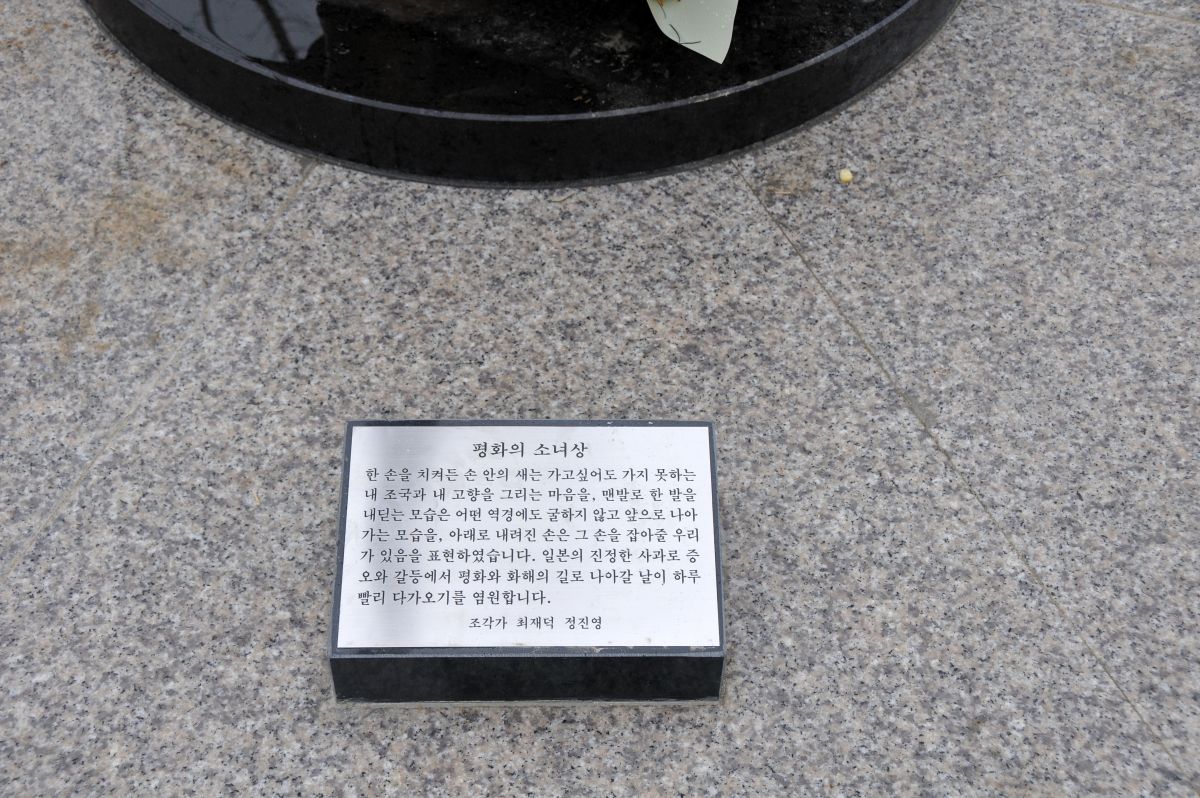 평화의 소녀상
한 손을 치켜든 손 안의 새는 가고싶어도 가지 못하는
내 조국과 내 고향을 그리는 마음을, 맨발로 한 발을
내딛는 모습은 어떤 역경에도 굴하지 않고 앞으로 나아
가는 모습을, 아래로 내려진 손은 그 손을 잡아줄 우리
가 있음을 표현하였습니다. 일본의 진정한 사과로 증
오와 갈등에서 평화와 화해의 길로 나아갈 날이 하루
빨리 다가오기를 염원합니다.
조각가 최재덕 정진영